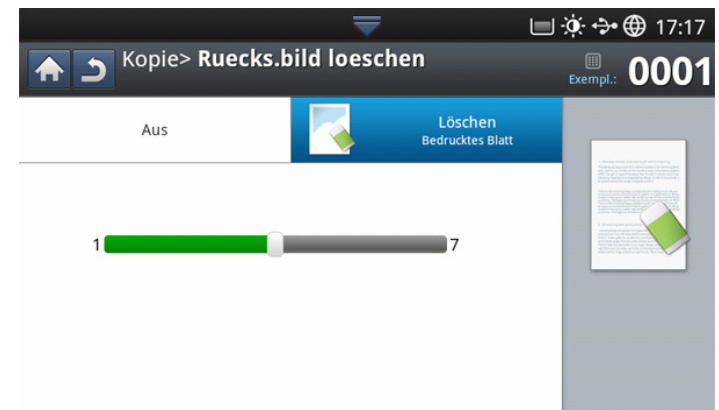 17:17
Kopie> Ruecks.bild loeschen
Exempl.: 0001
Aus
Löschen
Bedrucktes Blatt
1
7